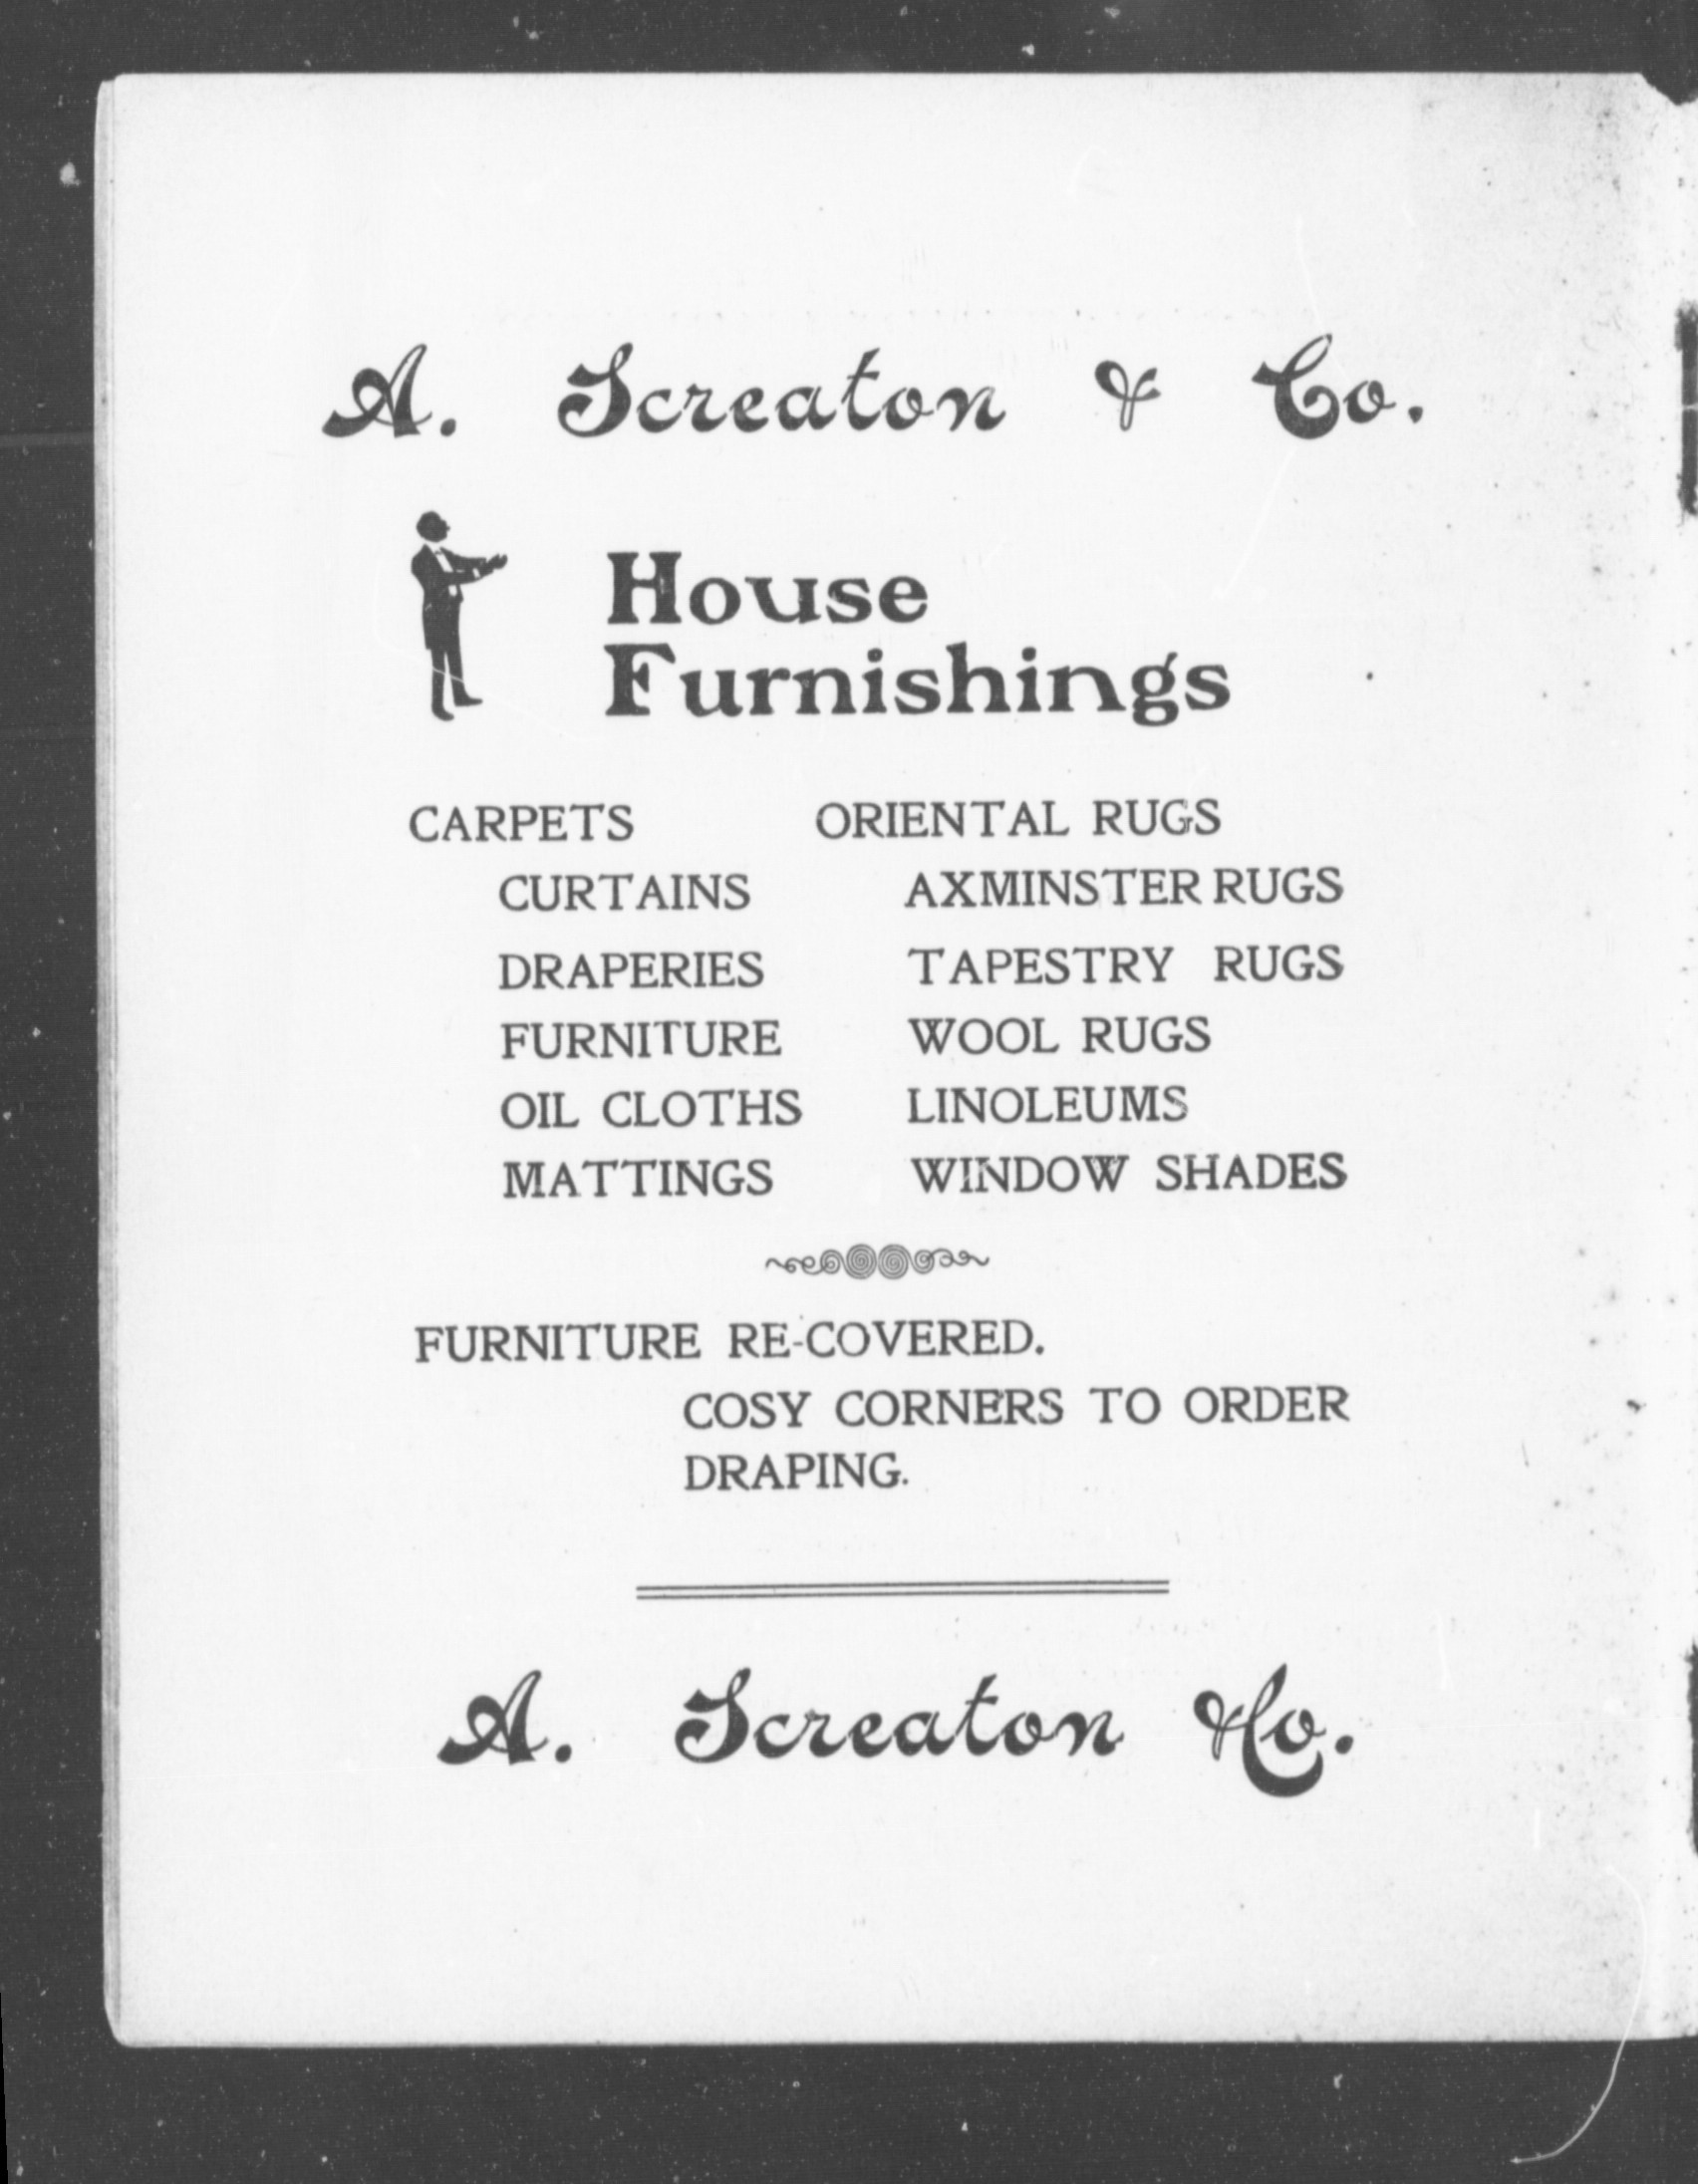 A. Screaton & Co.
House
Furnishings
CARPETS
CURTAINS
DRAPERIES
FURNITURE
OIL CLOTHS
MATTINGS
ORIENTAL RUGS
AXMINSTER RUGS
TAPESTRY RUGS
WOOL RUGS
LINOLEUMS
WINDOW SHADES
FURNITURE RE-COVERED.
COSY CORNERS TO ORDER
DRAPING.
A. Screaton & Co.